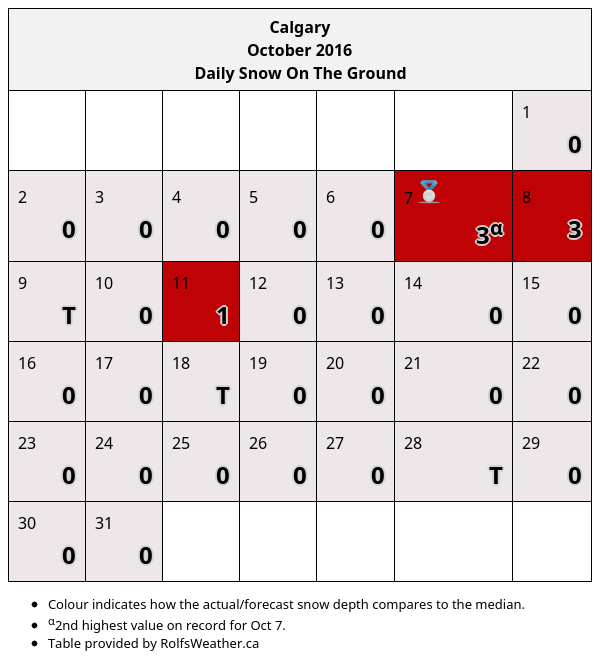 Calgary
October 2016
Daily Snow On The Ground
1
0
2 3 4 5 6 7 8
0 0 0 0 0 3α 3
9 10 11 12 13 14 15
T 0 1 0 0 0 0
16 17 18 19 20 21 22
0 0 T 0 0 0 0
23 24 25 26 27 28 29
0 0 0 0 0 T 0
30 31
0 0
• Colour indicates how the actual/forecast snow depth compares to the median.
• α2nd highest value on record for Oct 7.
• Table provided by RolfsWeather.ca